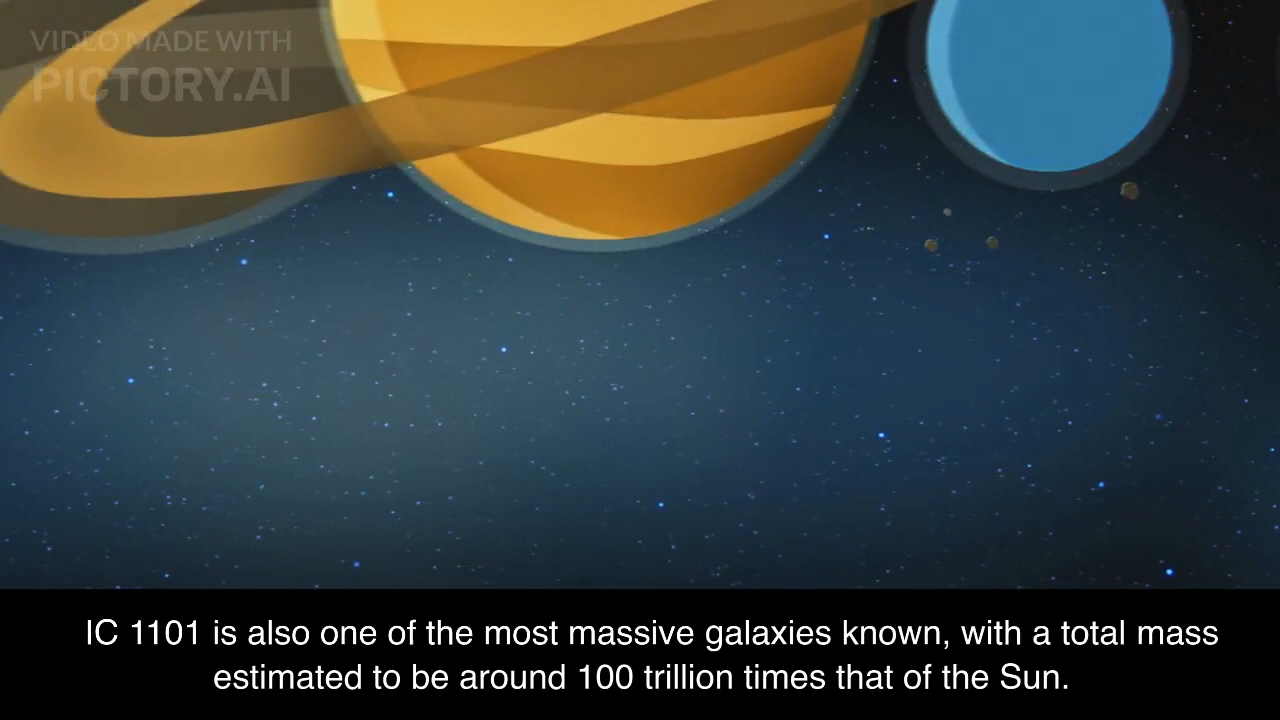 VIDEO MADE WITH
PICTORY.AI
IC 1101 is also one of the most massive galaxies known, with a total mass
estimated to be around 100 trillion times that of the Sun.